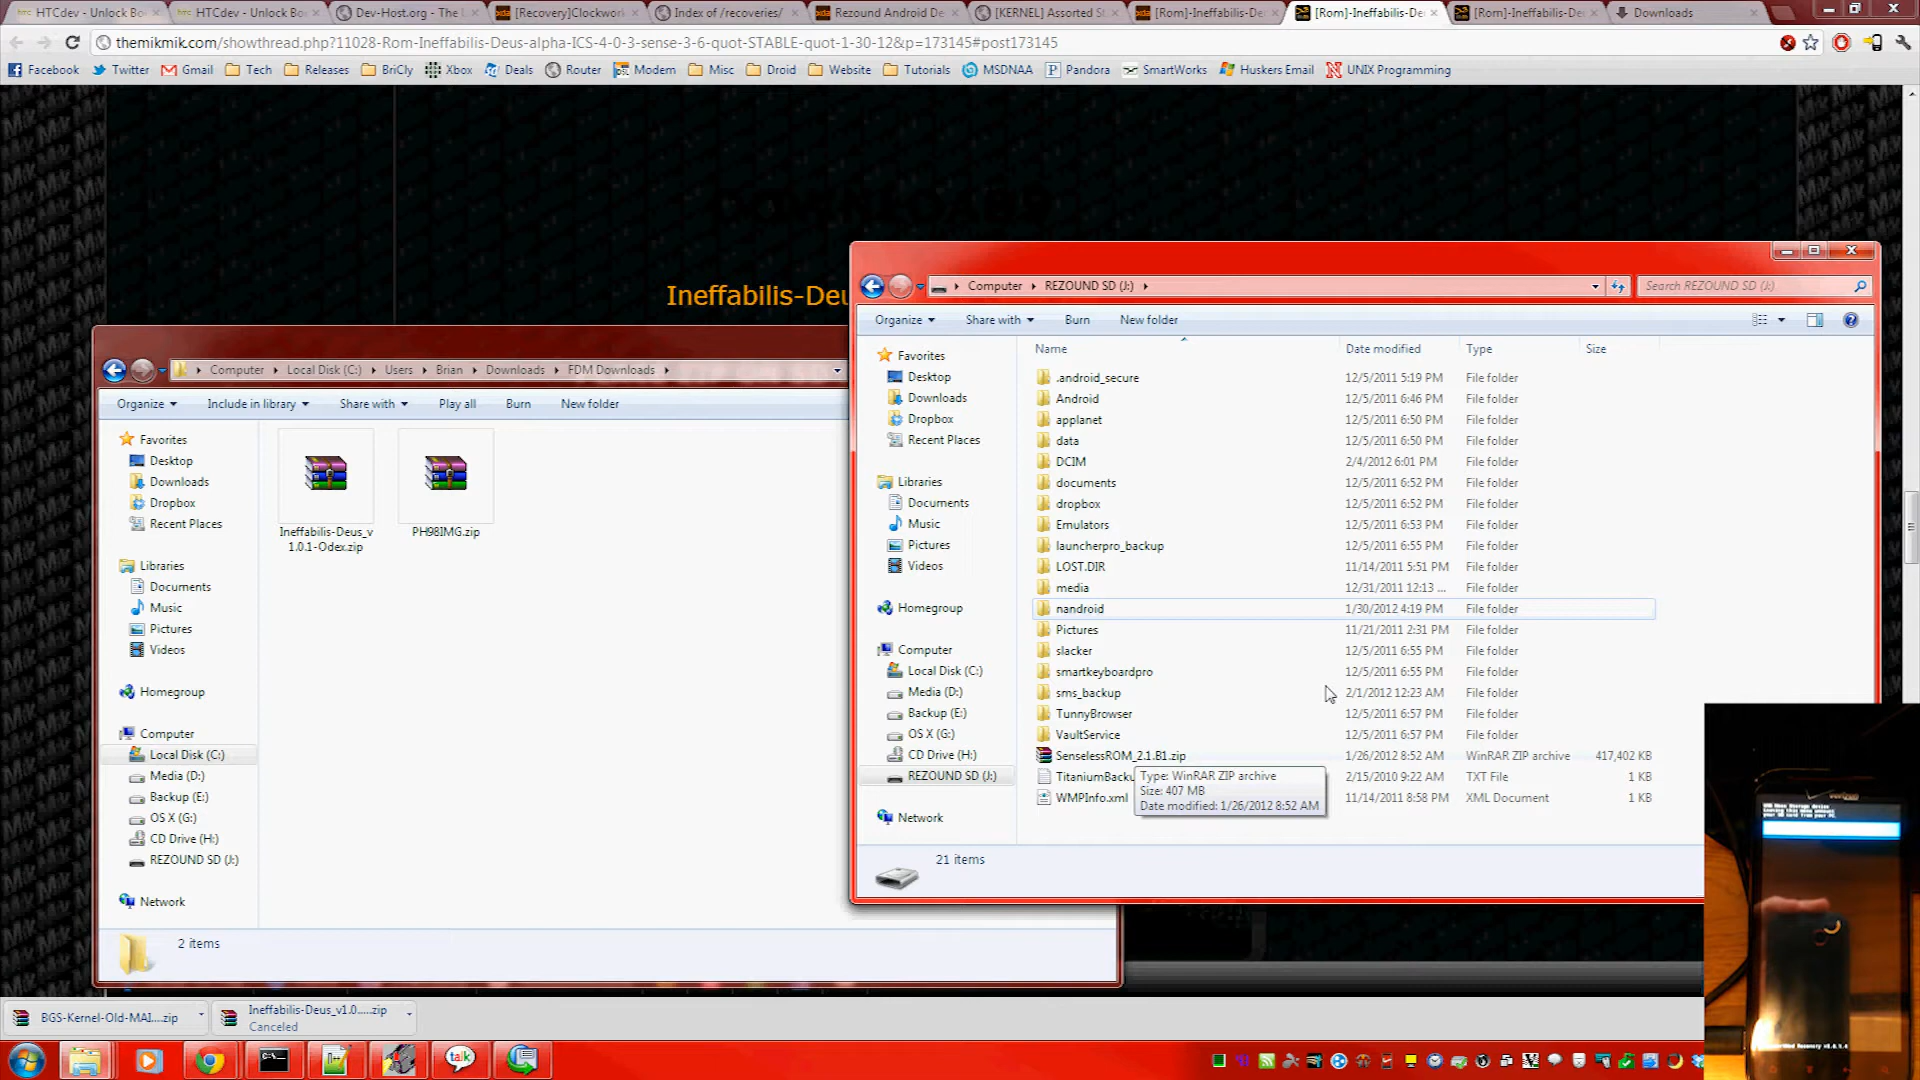 HTCdev - Unlock Bo
HTCdev - Unlock Bo
Dev-Host.org - The L
[Recovery]Clockwork
Index of /recoveries/
Rezound Android De
[KERNEL] Assorted S
[Rom]-Ineffabilis-De
[Rom]-Ineffabilis-De
[Rom]-Ineffabilis-De
Downloads
themikmik.com/showthread.php?11028-Rom-Ineffabilis-Deus-alpha-ICS-4-0-3-sense-3-6-quot-STABLE-quot-1-30-12&p=173145#post173145
Facebook Twitter Gmail Tech Releases BriCly Xbox Deals Router Modem Misc Droid Website Tutorials MSDNAA Pandora SmartWorks Huskers Email UNIX Programming
Ineffabilis-Deu
Computer Local Disk (C:) Users Brian Downloads FDM Downloads
Organize Include in library Share with Play all Burn New folder
Favorites
Desktop
Downloads
Dropbox
Recent Places
Libraries
Documents
Music
Pictures
Videos
Homegroup
Computer
Local Disk (C:)
Media (D:)
Backup (E:)
OS X (G:)
CD Drive (H:)
REZOUND SD (J:)
Network
Ineffabilis-Deus_v
1.0.1-Odex.zip
PH98IMG.zip
2 items
Computer REZOUND SD (J:)
Search REZOUND SD (J:)
Organize Share with Burn New folder
Favorites
Desktop
Downloads
Dropbox
Recent Places
Libraries
Documents
Music
Pictures
Videos
Homegroup
Computer
Local Disk (C:)
Media (D:)
Backup (E:)
OS X (G:)
CD Drive (H:)
REZOUND SD (J:)
Network
Name Date modified Type Size
.android_secure 12/5/2011 5:19 PM File folder
Android 12/5/2011 6:46 PM File folder
applanet 12/5/2011 6:50 PM File folder
data 12/5/2011 6:50 PM File folder
DCIM 2/4/2012 6:01 PM File folder
documents 12/5/2011 6:52 PM File folder
dropbox 12/5/2011 6:52 PM File folder
Emulators 12/5/2011 6:53 PM File folder
launcherpro_backup 12/5/2011 6:55 PM File folder
LOST.DIR 11/14/2011 5:51 PM File folder
media 12/31/2011 12:13 ... File folder
nandroid 1/30/2012 4:19 PM File folder
Pictures 11/21/2011 2:31 PM File folder
slacker 12/5/2011 6:55 PM File folder
smartkeyboardpro 12/5/2011 6:55 PM File folder
sms_backup 2/1/2012 12:23 AM File folder
TunnyBrowser 12/5/2011 6:57 PM File folder
VaultService 12/5/2011 6:57 PM File folder
SenselessROM_2.1.B1.zip 1/26/2012 8:52 AM WinRAR ZIP archive 417,402 KB
TitaniumBacku 2/15/2010 9:22 AM TXT File 1 KB
WMPInfo.xml 11/14/2011 8:58 PM XML Document 1 KB
Type: WinRAR ZIP archive
Size: 407 MB
Date modified: 1/26/2012 8:52 AM
21 items
BGS-Kernel-Old-MAI....zip
Ineffabilis-Deus_v1.0.....zip
Canceled
talk